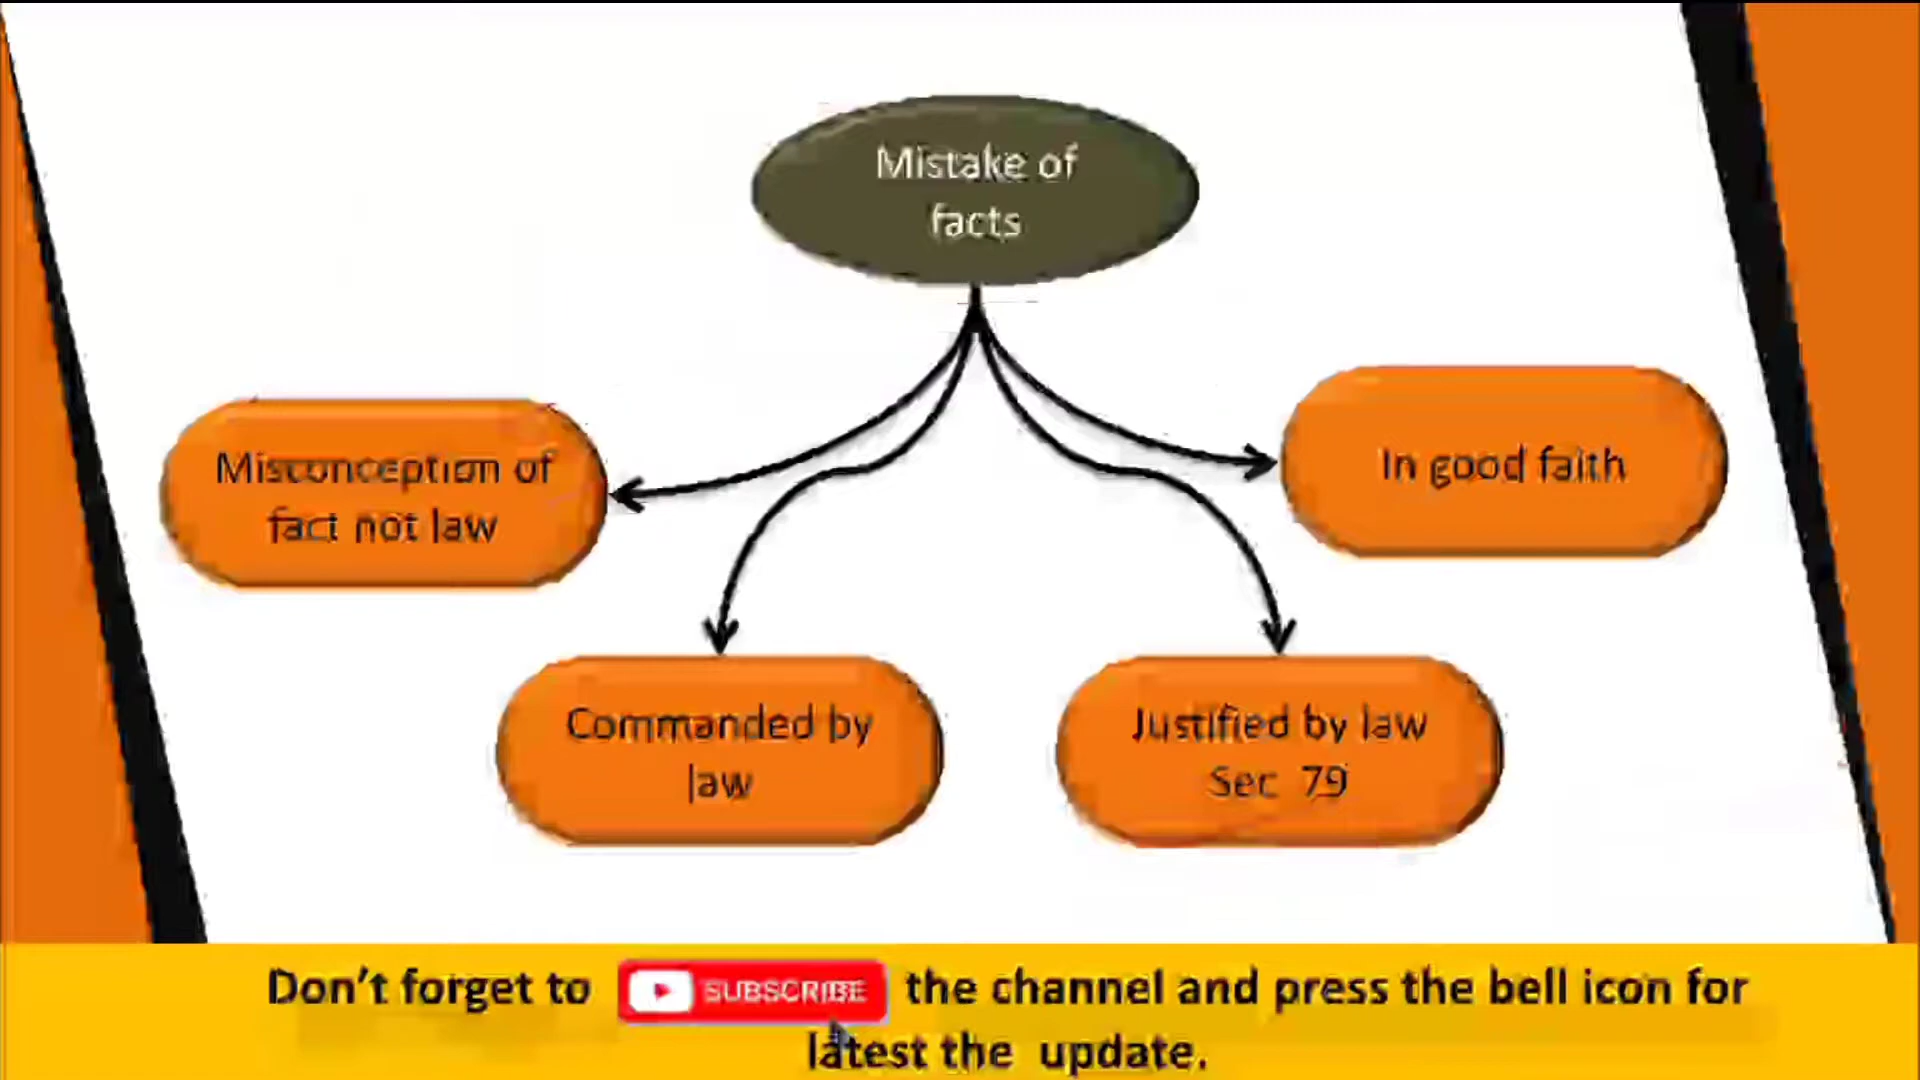 Mistake of
facts
Misconception of
fact not law
In good faith
Commanded by
law
Justified by law
Sec 79
Don't forget to SUBSCRIBE the channel and press the bell icon for
latest the update.